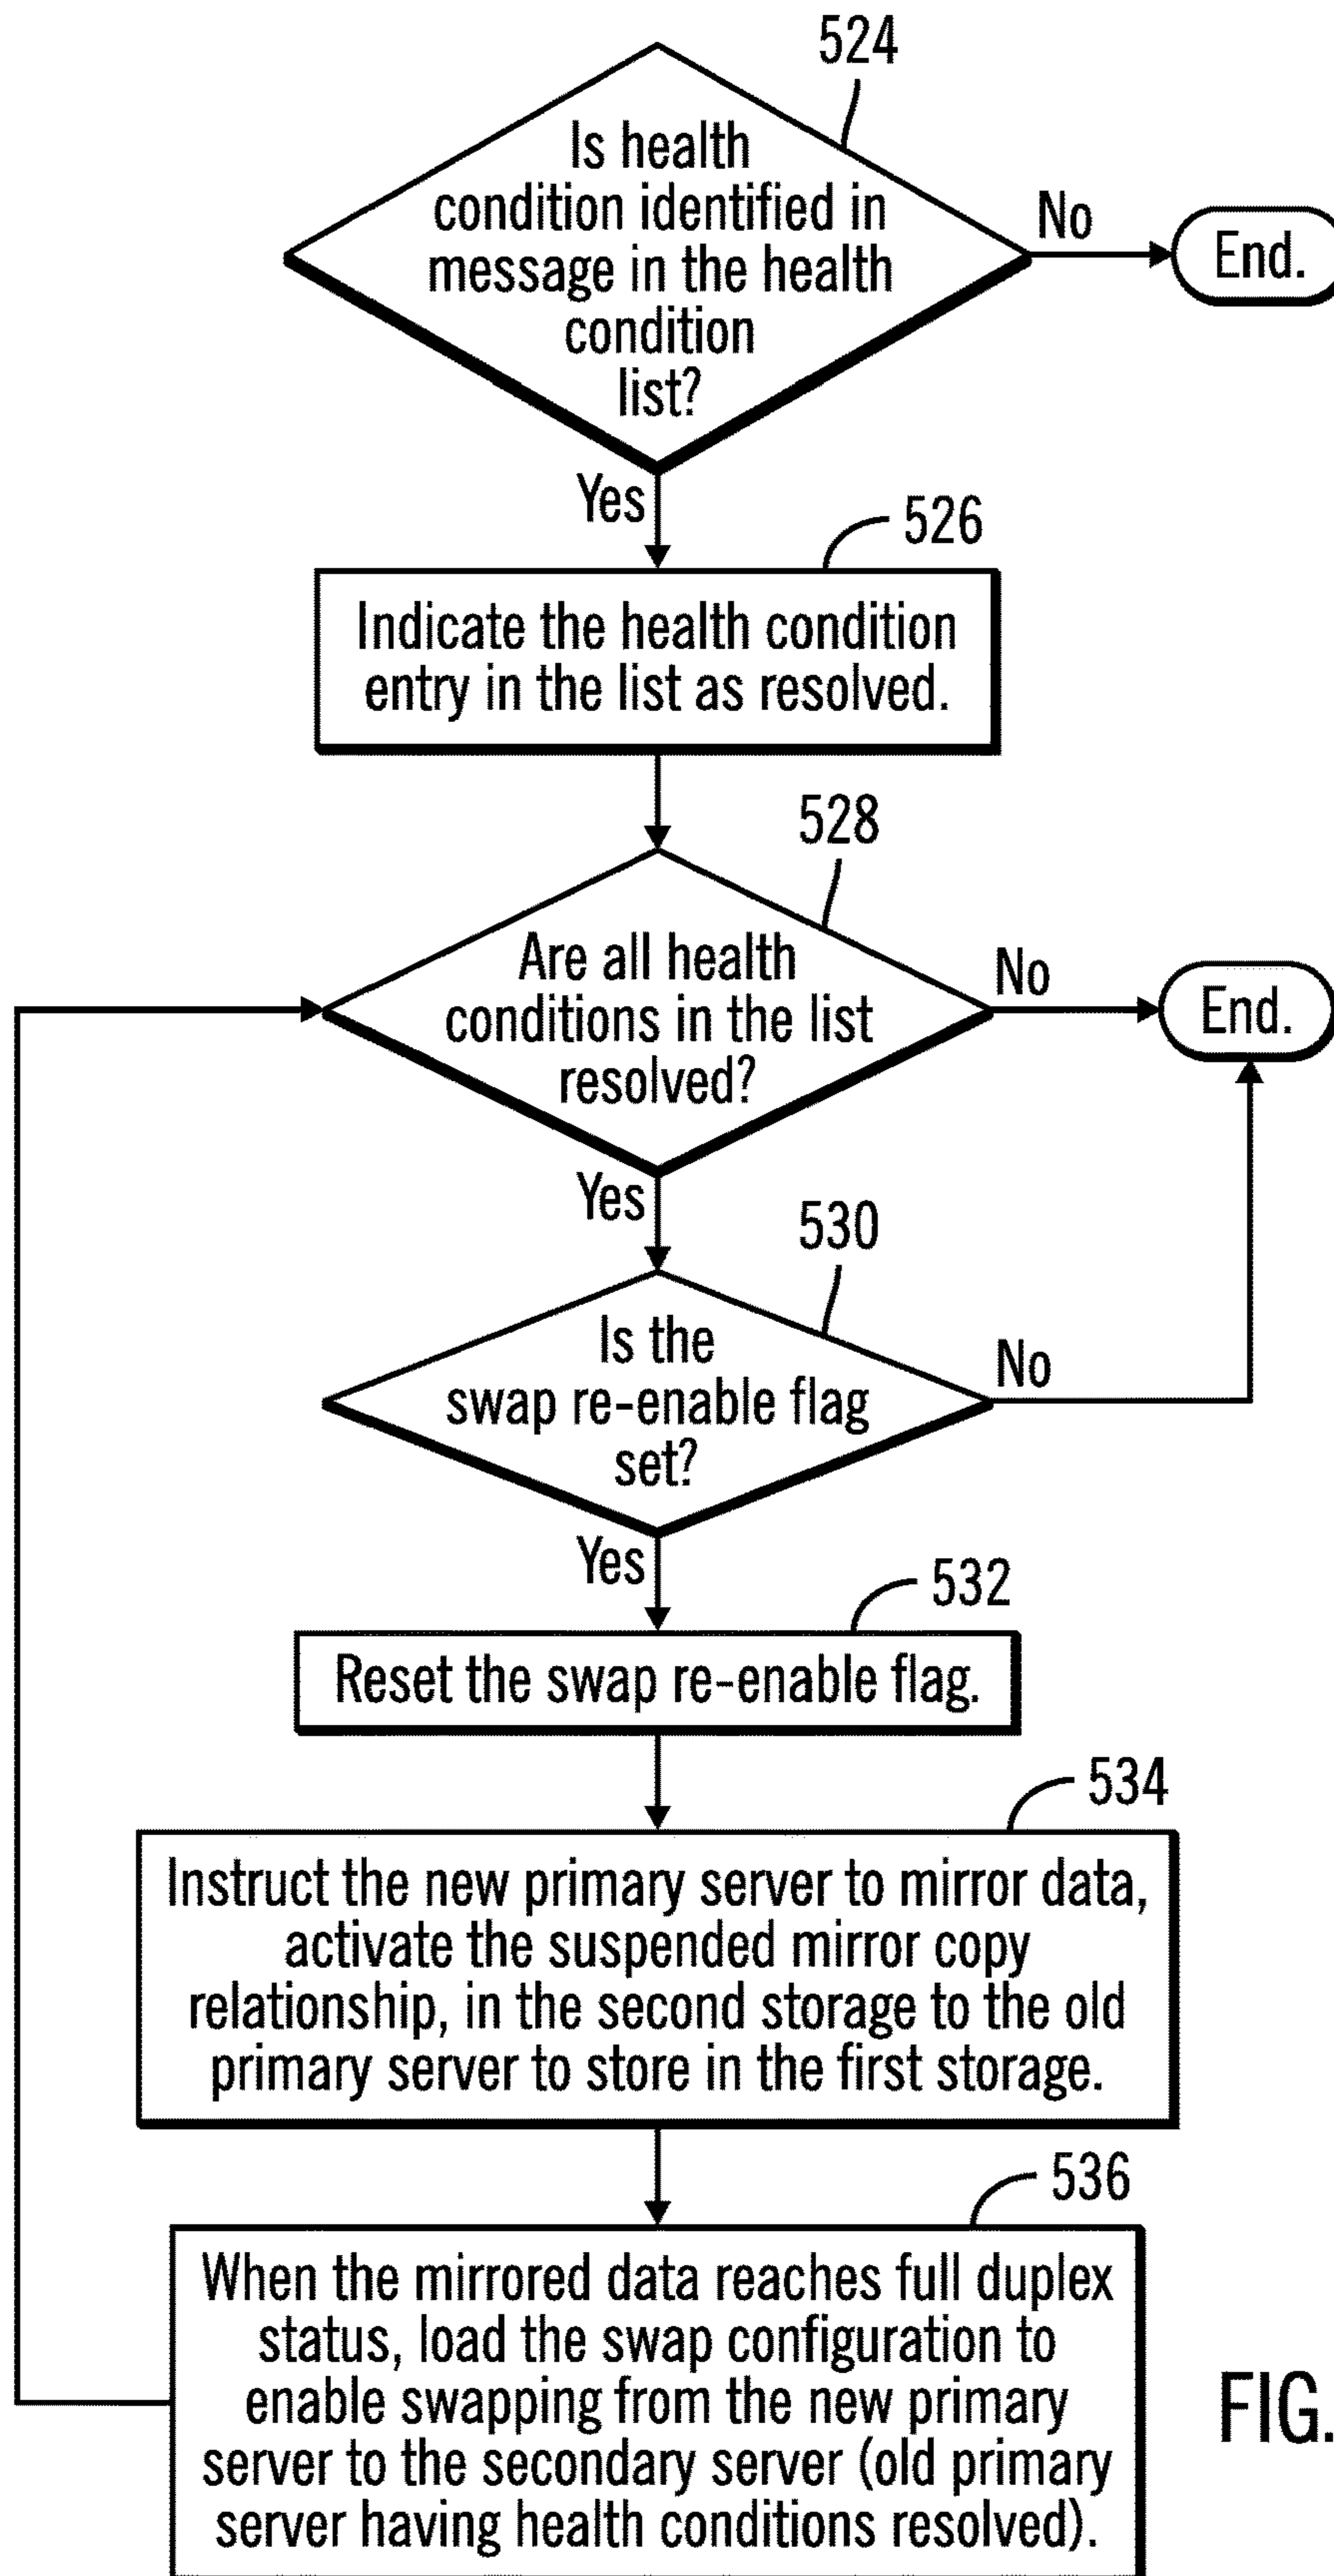 524
Is health
condition identified in
message in the health
condition
list?
No
End.
Yes
526
Indicate the health condition
entry in the list as resolved.
528
Are all health
conditions in the list
resolved?
No
End.
Yes
530
Is the
swap re-enable flag
set?
No
Yes
532
Reset the swap re-enable flag.
534
Instruct the new primary server to mirror data,
activate the suspended mirror copy
relationship, in the second storage to the old
primary server to store in the first storage.
536
When the mirrored data reaches full duplex
status, load the swap configuration to
enable swapping from the new primary
server to the secondary server (old primary
server having health conditions resolved).
FIG.